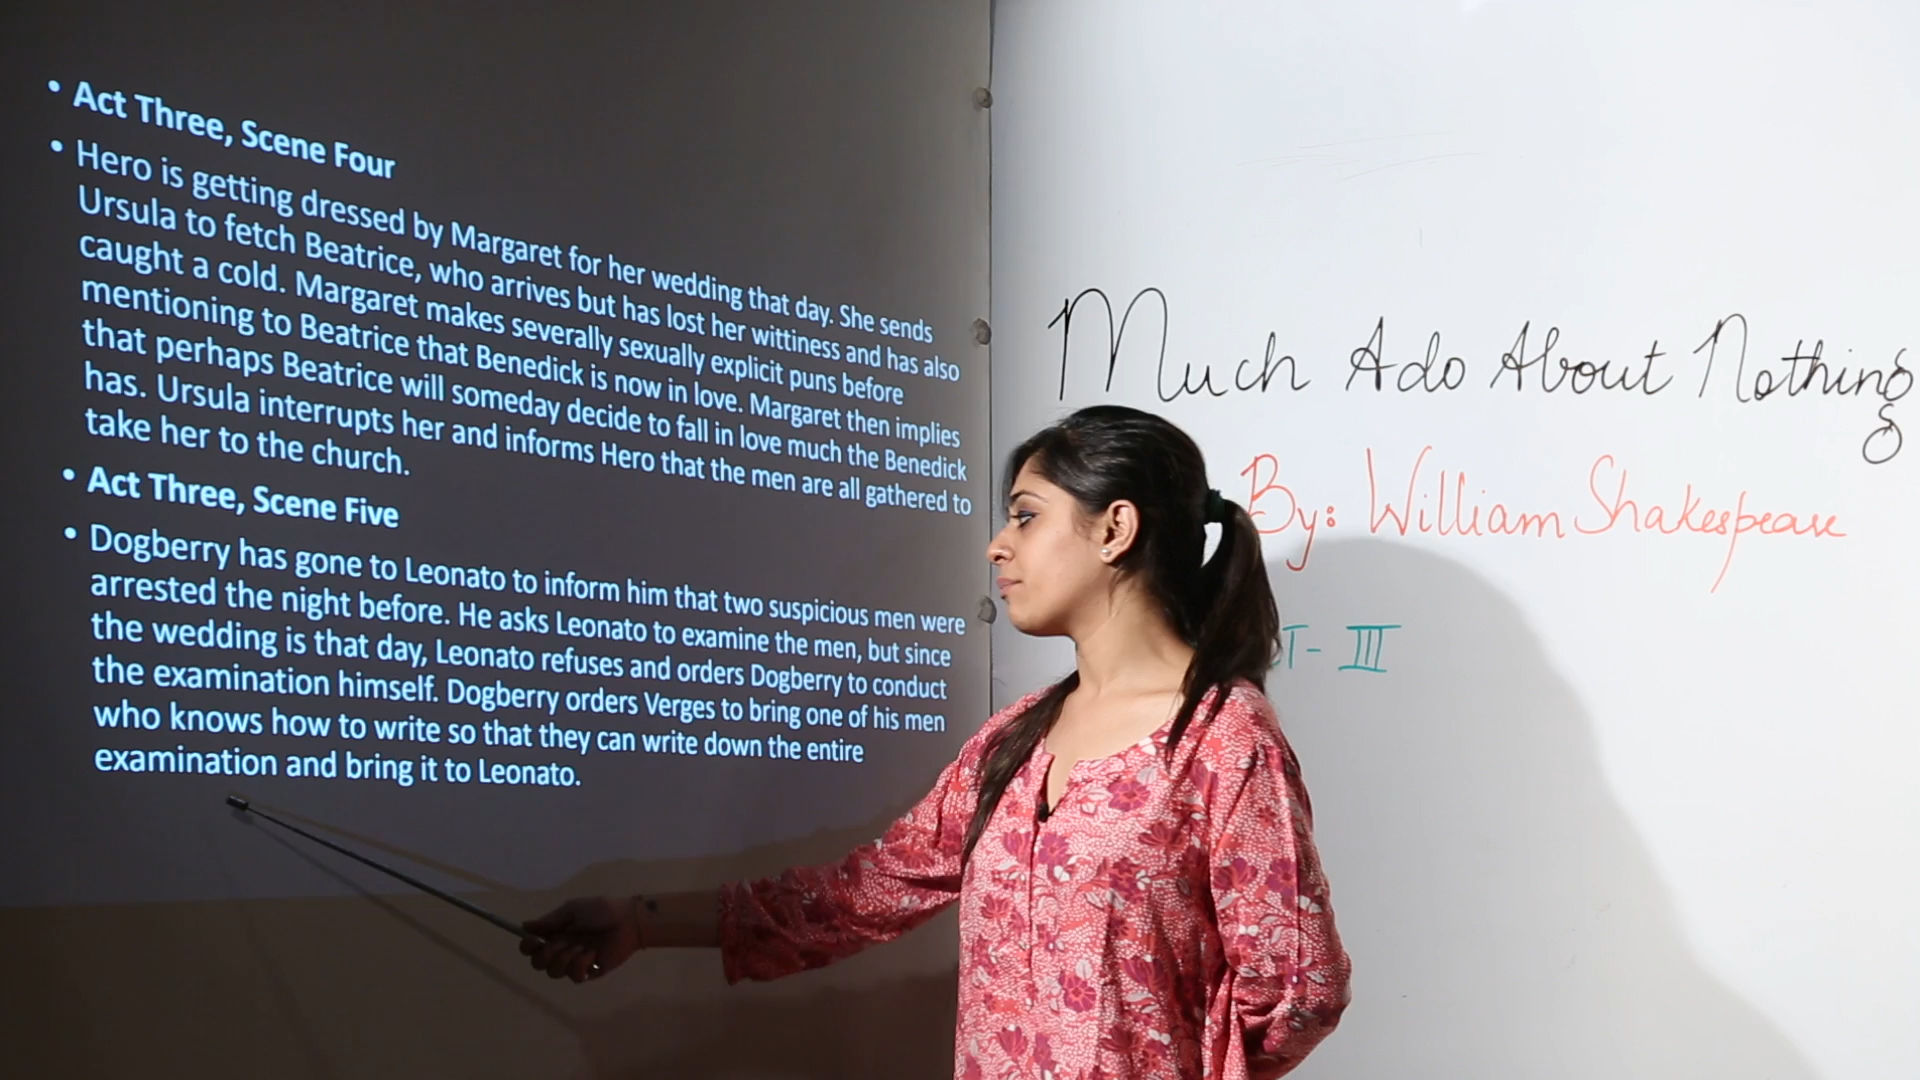 • Act Three, Scene Four
• Hero is getting dressed by Margaret for her wedding that day. She sends
Ursula to fetch Beatrice, who arrives but has lost her wittiness and has also
caught a cold. Margaret makes severally sexually explicit puns before
mentioning to Beatrice that Benedick is now in love. Margaret then implies
that perhaps Beatrice will someday decide to fall in love much the Benedick
has. Ursula interrupts her and informs Hero that the men are all gathered to
take her to the church.
• Act Three, Scene Five
• Dogberry has gone to Leonato to inform him that two suspicious men were
arrested the night before. He asks Leonato to examine the men, but since
the wedding is that day, Leonato refuses and orders Dogberry to conduct
the examination himself. Dogberry orders Verges to bring one of his men
who knows how to write so that they can write down the entire
examination and bring it to Leonato.
Much Ado About Nothing
By: William Shakespeare
T- III